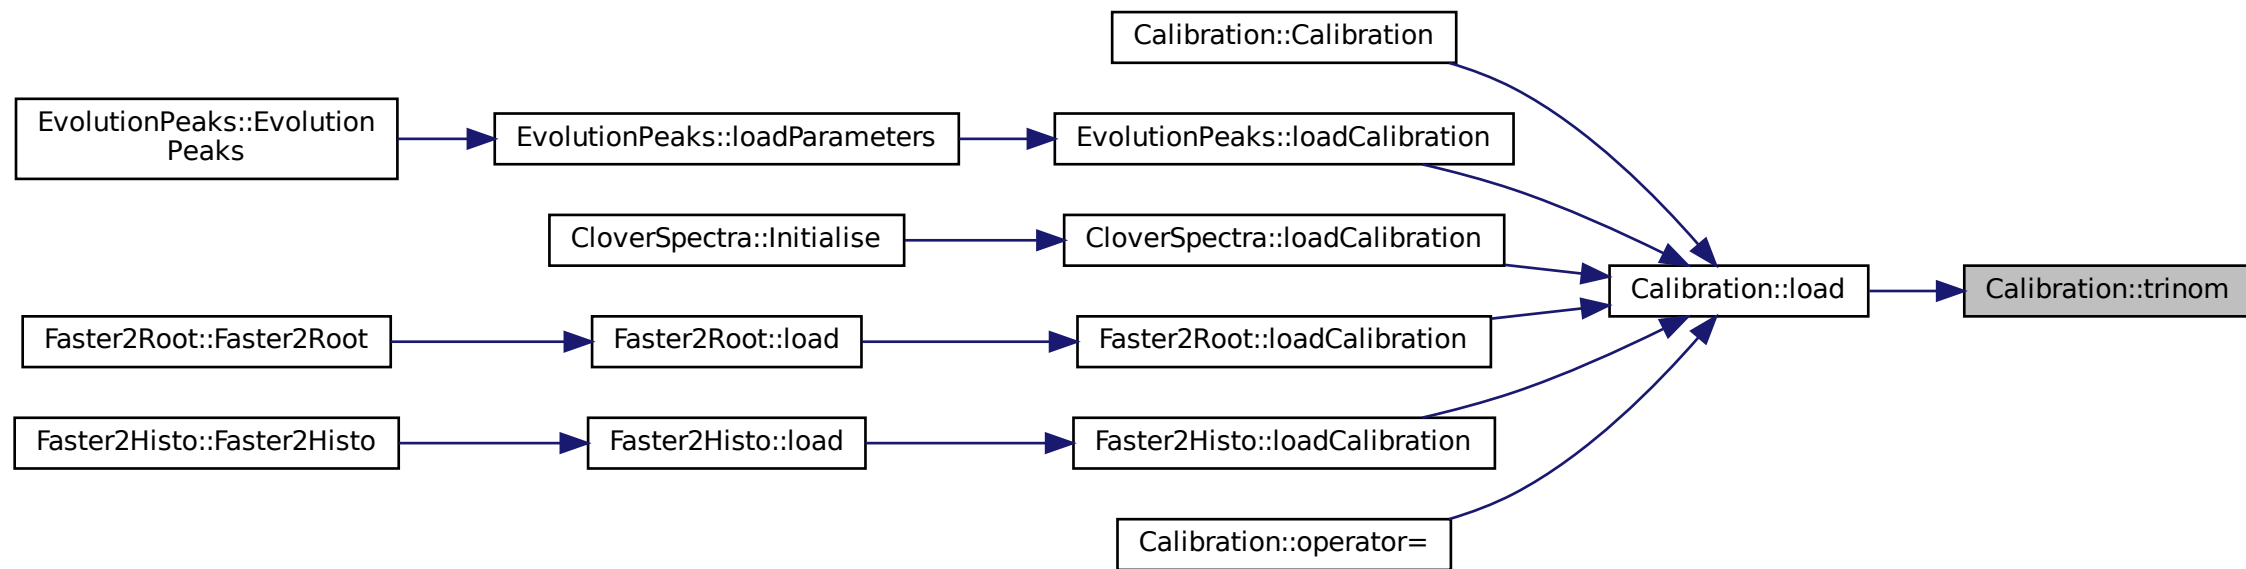 Calibration::Calibration
EvolutionPeaks::Evolution
Peaks
EvolutionPeaks::loadParameters
EvolutionPeaks::loadCalibration
CloverSpectra::Initialise
CloverSpectra::loadCalibration
Calibration::load
Calibration::trinom
Faster2Root::Faster2Root
Faster2Root::load
Faster2Root::loadCalibration
Faster2Histo::Faster2Histo
Faster2Histo::load
Faster2Histo::loadCalibration
Calibration::operator=